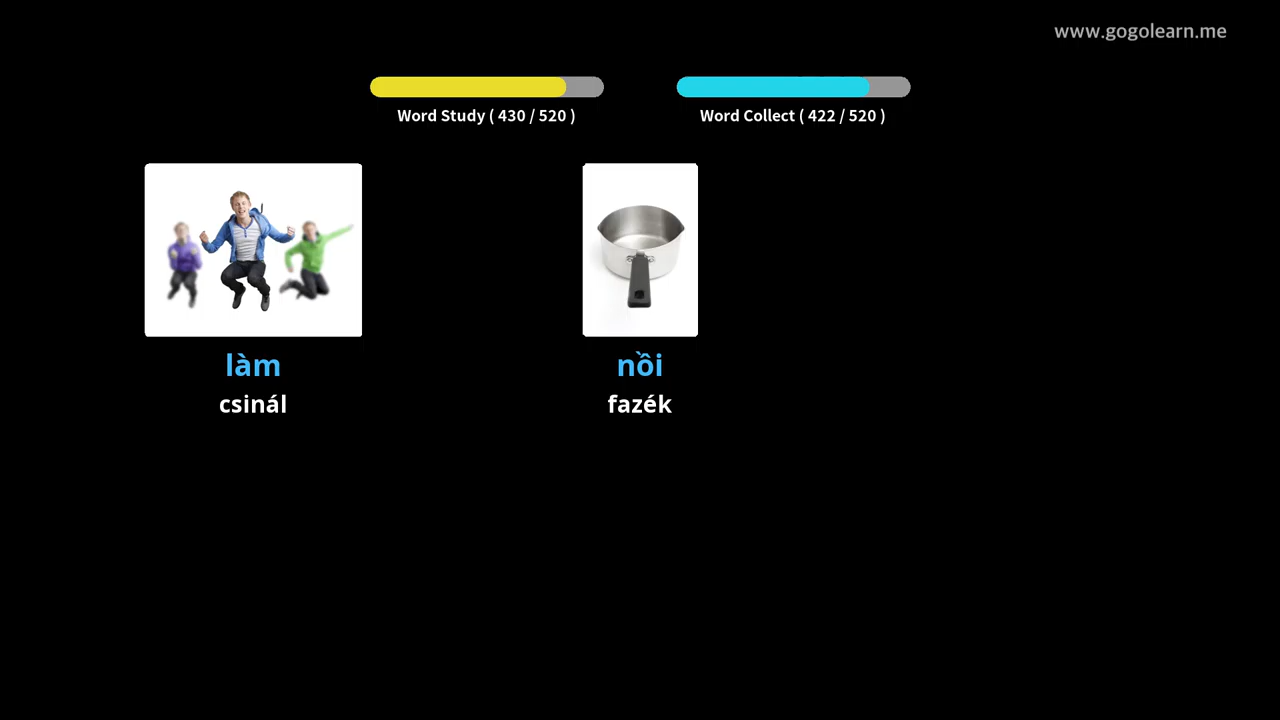 www.gogolearn.me
Word Study ( 430 / 520 )
Word Collect ( 422 / 520 )
làm
csinál
nồi
fazék